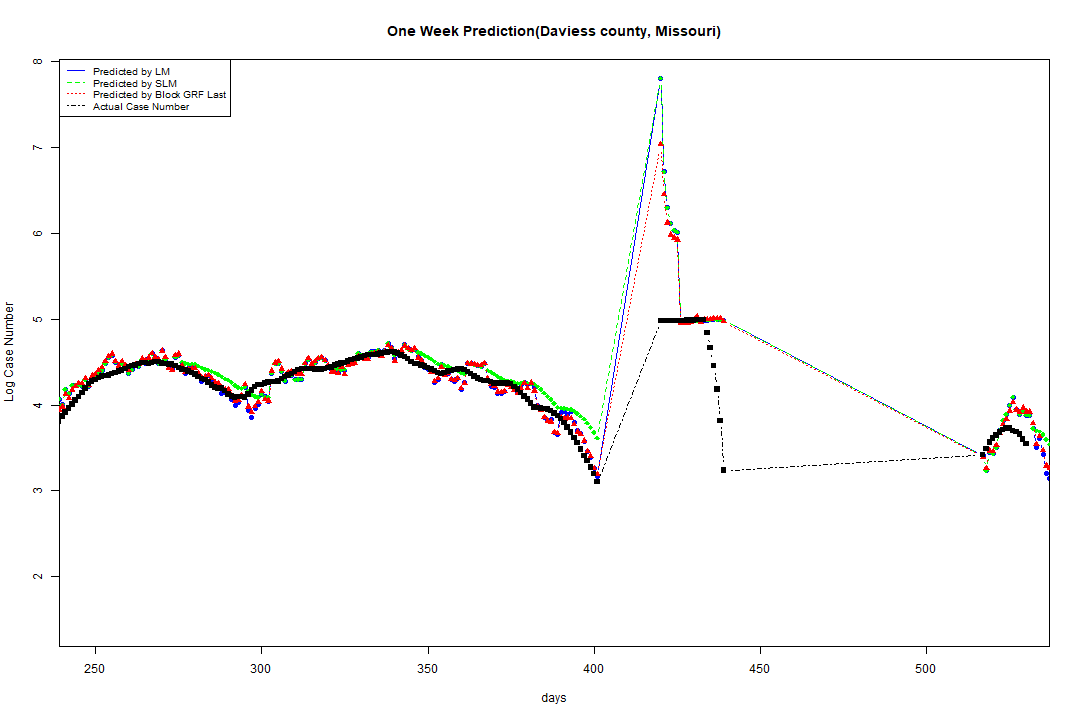 One Week Prediction(Daviess county, Missouri)
Predicted by LM
Predicted by SLM
Predicted by Block GRF Last
Actual Case Number
Log Case Number
8
7
6
5
4
3
2
250 300 350 400 450 500
days